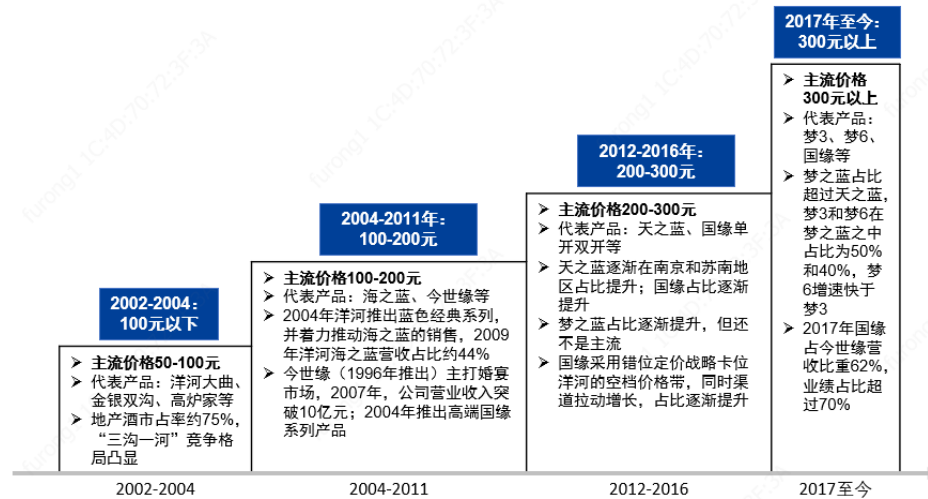 2002-2004：
100元以下
主流价格50-100元
代表产品：洋河大曲、
金银双沟、高炉家等
地产酒市占率约75%，
“三沟一河”竞争格
局凸显
2004-2011年：
100-200元
主流价格100-200元
代表产品：海之蓝、今世缘等
2004年洋河推出蓝色经典系列，
并着力推动海之蓝的销售，2009
年洋河海之蓝营收占比约44%
今世缘（1996年推出）主打婚宴
市场，2007年，公司营业收入突
破10亿元；2004年推出高端国缘
系列产品
2012-2016年：
200-300元
主流价格200-300元
代表产品：天之蓝、国缘单
开双开等
天之蓝逐渐在南京和苏南地
区占比提升；国缘占比逐渐
提升
梦之蓝占比逐渐提升，但还
不是主流
国缘采用错位定价战略卡位
洋河的空档价格带，同时渠
道拉动增长，占比逐渐提升
2017年至今：
300元以上
主流价格
300元以上
代表产品：
梦3、梦6、
国缘等
梦之蓝占比
超过天之蓝，
梦3和梦6在
梦之蓝之中
占比为50%
和40%，梦
6增速快于
梦3
2017年国缘
占今世缘营
收比重62%，
业绩占比超
过70%
2002-2004
2004-2011
2012-2016
2017至今
furong1 1C:4D:70:72:3F:3A